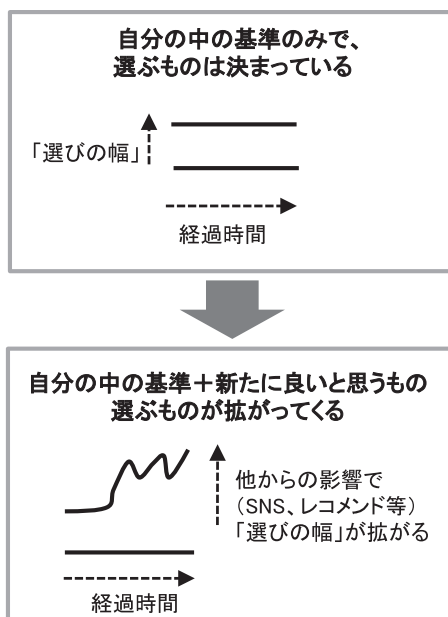 自分の中の基準のみで、
選ぶものは決まっている
「選びの幅」
経過時間
自分の中の基準＋新たに良いと思うもの
選ぶものが拡がってくる
他からの影響で
（SNS、レコメンド等）
「選びの幅」が拡がる
経過時間